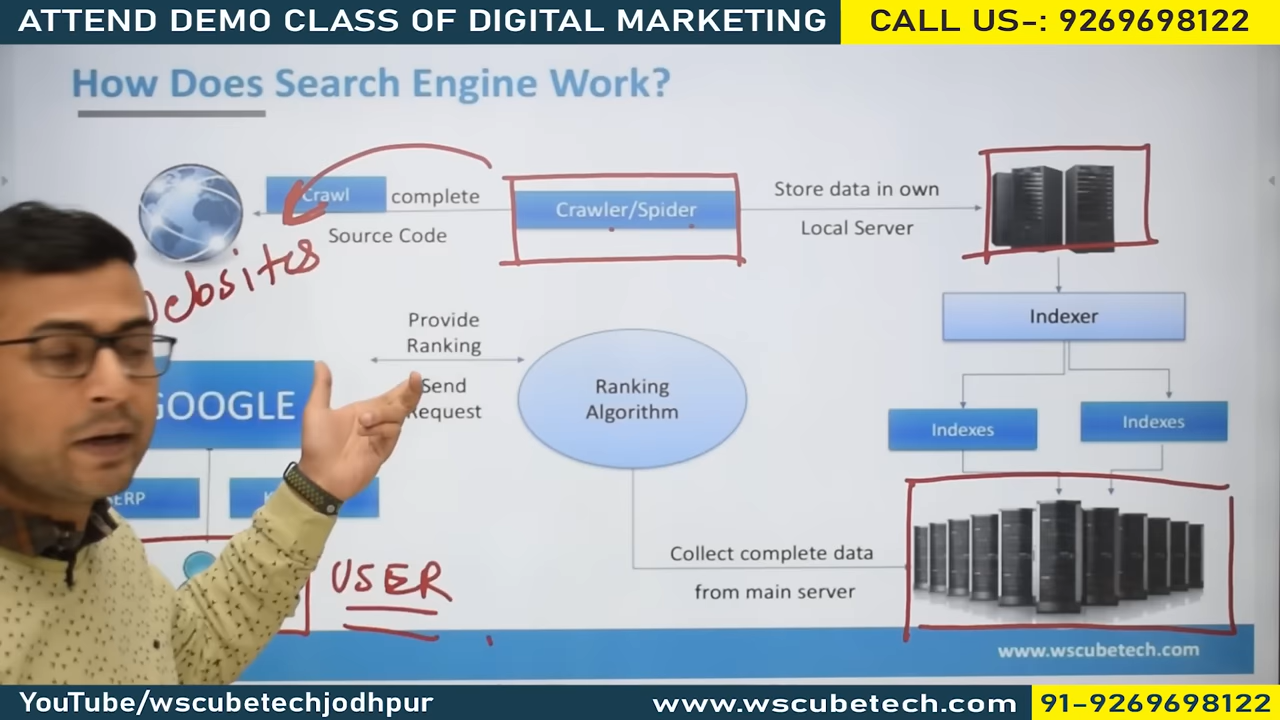 ATTEND DEMO CLASS OF DIGITAL MARKETING
CALL US-: 9269698122
How Does Search Engine Work?
Crawl complete
Source Code
Crawler/Spider
Store data in own
Local Server
Websites
Indexer
Provide
Ranking
Send
Request
Ranking
Algorithm
GOOGLE
Indexes
Indexes
USER
Collect complete data
from main server
www.wscubetech.com
YouTube/wscubetechjodhpur
www.wscubetech.com
91-9269698122